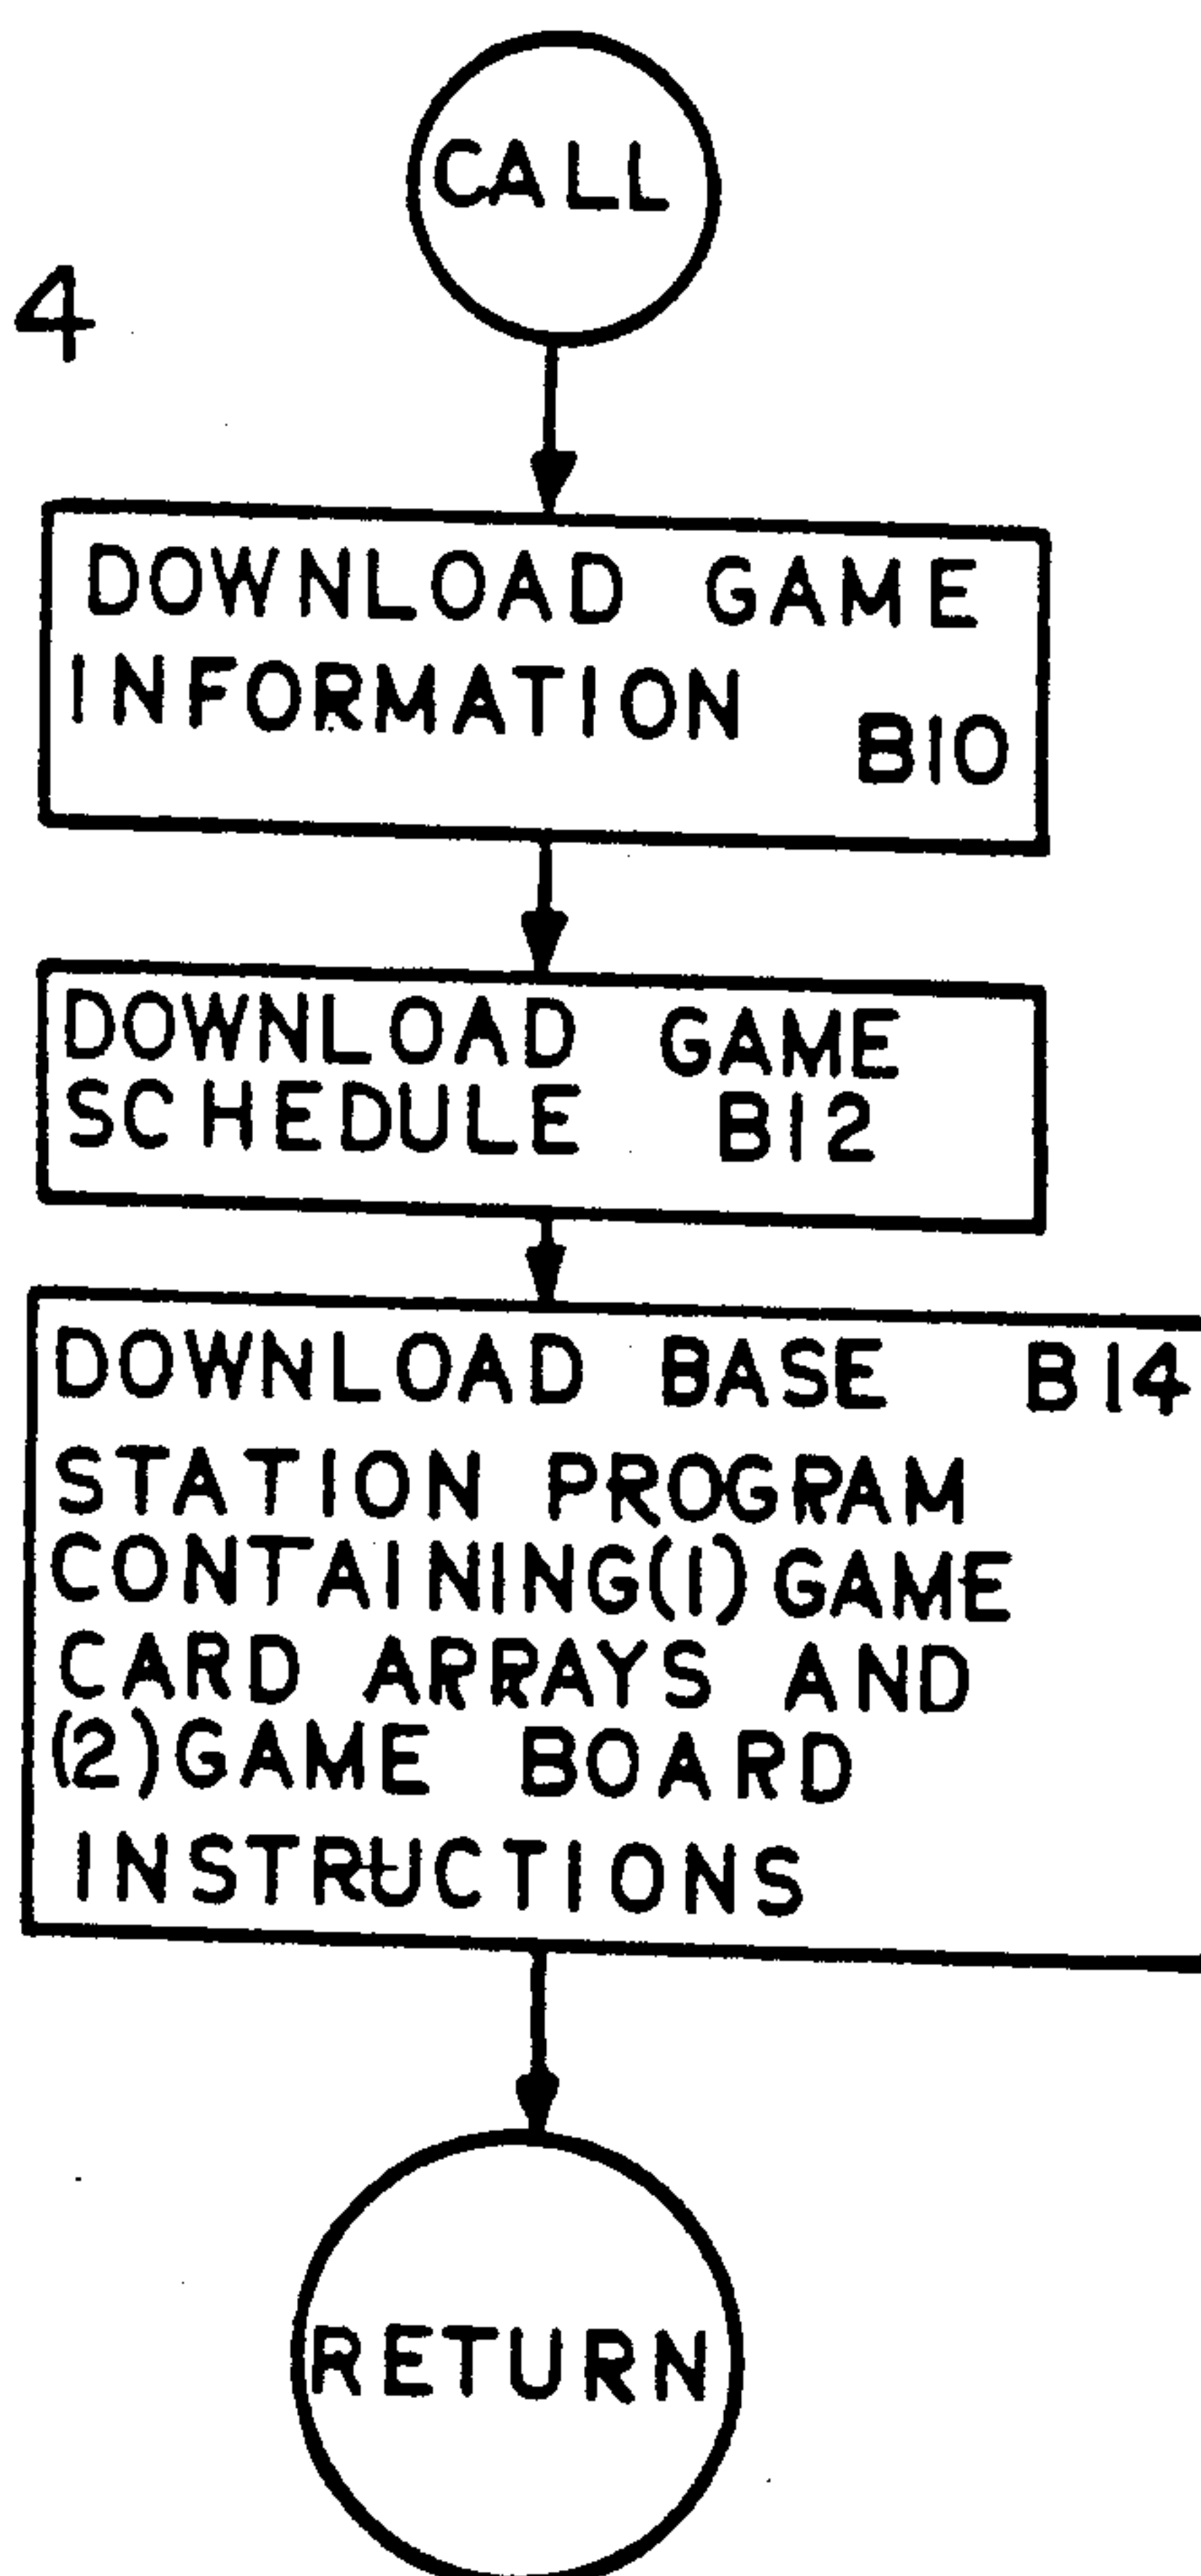 CALL
4
DOWNLOAD GAME
INFORMATION B10
DOWNLOAD GAME
SCHEDULE B12
DOWNLOAD BASE B14
STATION PROGRAM
CONTAINING(1)GAME
CARD ARRAYS AND
(2)GAME BOARD
INSTRUCTIONS
RETURN